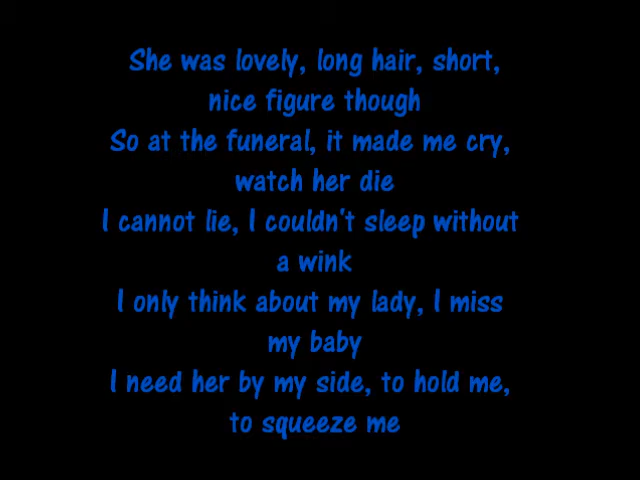 She was lovely, long hair, short,
nice figure though
So at the funeral, it made me cry,
watch her die
I cannot lie, I couldn't sleep without
a wink
I only think about my lady, I miss
my baby
I need her by my side, to hold me,
to squeeze me